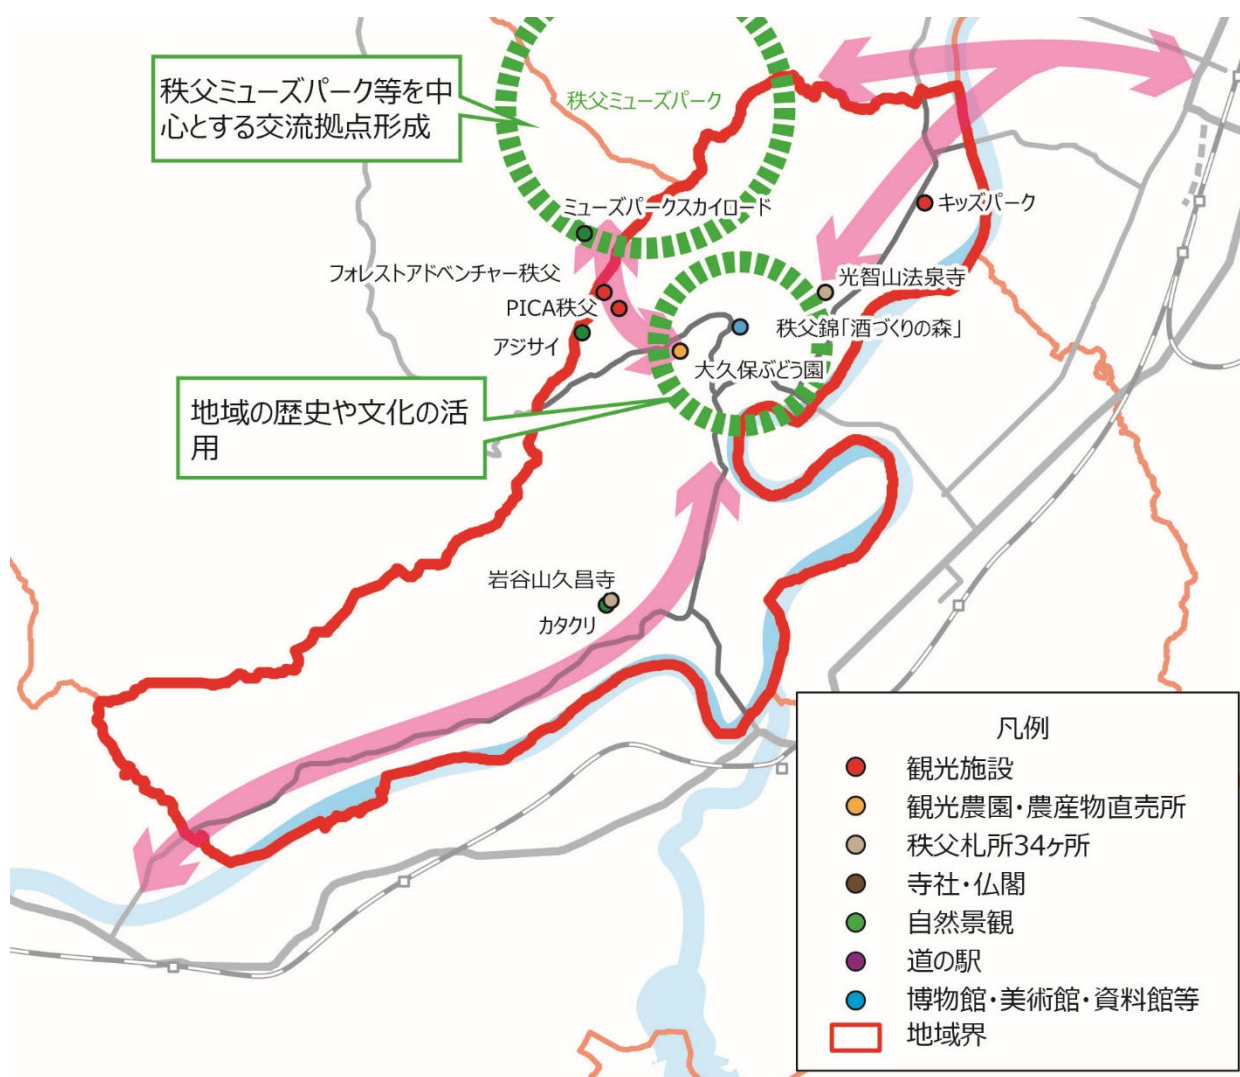 秩父ミューズパーク等を中
心とする交流拠点形成
秩父ミューズパーク
ミューズパークスカイロード
キッズパーク
フォレストアドベンチャー秩父
光智山法泉寺
PICA秩父
秩父錦「酒づくりの森」
アジサイ
大久保ぶどう園
地域の歴史や文化の活
用
岩谷山久昌寺
カタクリ
凡例
観光施設
観光農園・農産物直売所
秩父札所34ヶ所
寺社・仏閣
自然景観
道の駅
博物館・美術館・資料館等
地域界